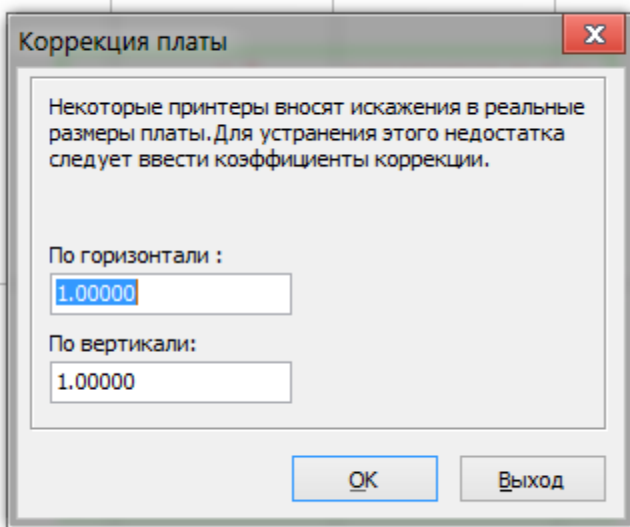 Коррекция платы
Некоторые принтеры вносят искажения в реальные
размеры платы.Для устранения этого недостатка
следует ввести коэффициенты коррекции.
По горизонтали :
1.00000
По вертикали:
1.00000
OK
Выход